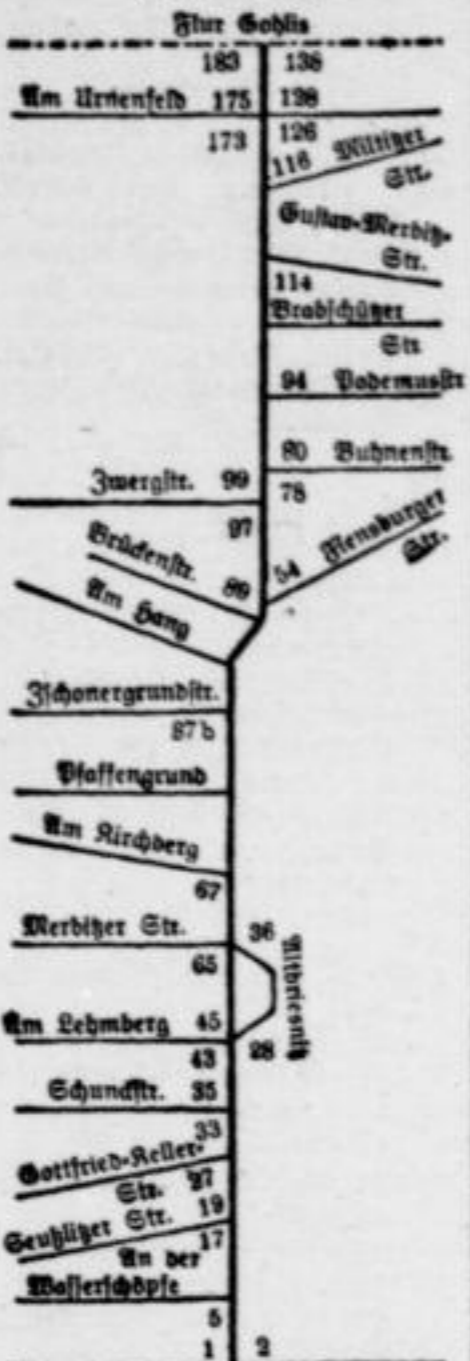 Flur Gohlis
183 138
Am Urnenfeld 175 128
173 126
116 Miltitzer
Str.
Gustav-Merbitz-
Str.
114
Brabschützer
Str
94 Podemusstr
80 Buhnenstr.
Zwergstr. 99 78
97
Flensburger
Str.
54
Brückenstr. 89
Am Hang
Zschonergrundstr.
87b
Pfaffengrund
Am Kirchberg
67
Merbitzer Str. 36
65
Altbriesnitz
Am Lehmberg 45
43 28
Schunckstr. 35
33
Gottfried-Keller-
Str. 27
Seußlitzer Str. 19
17
An der
Wasserschöpfe
5
1 2